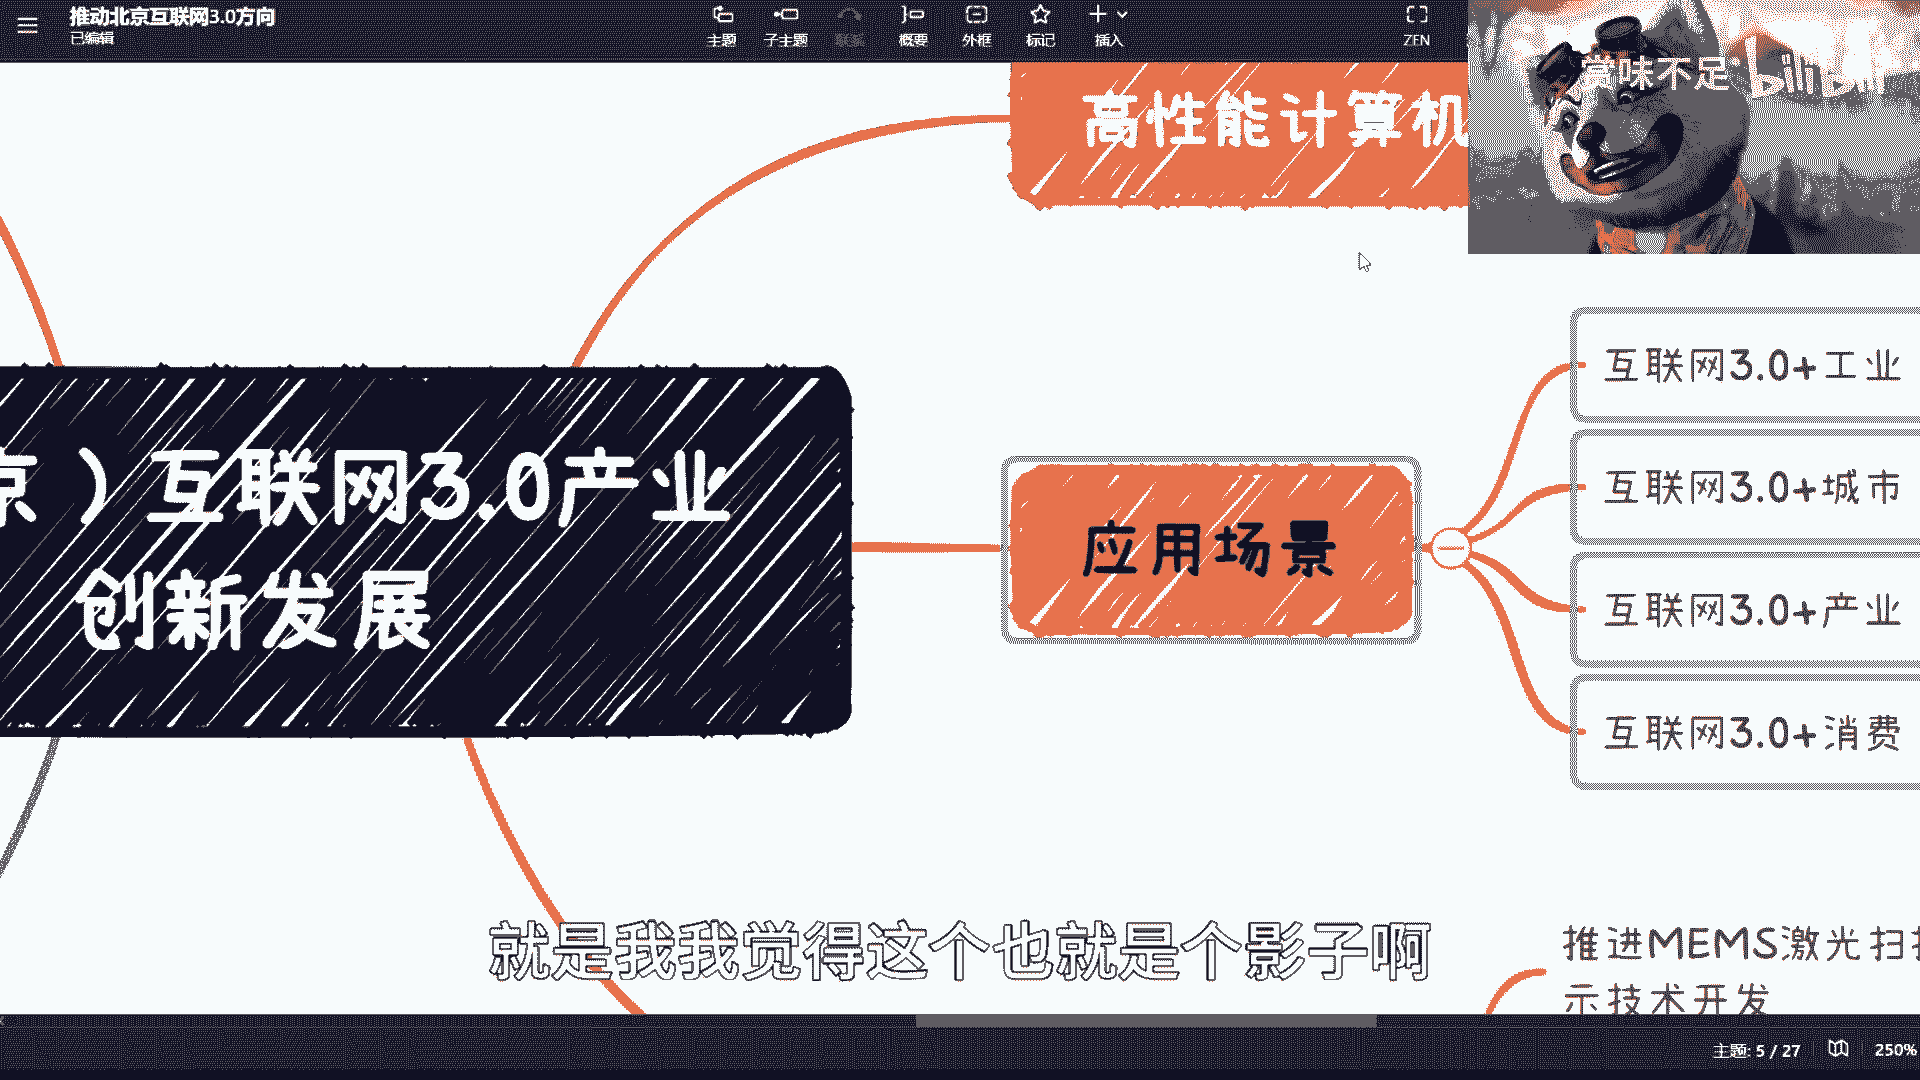 推动北京互联网3.0方向
已编辑
主题
子主题
联系
概要
外框
标记
插入
ZEN
赏味不足
bilibili
高性能计算机
京）互联网3.0产业
创新发展
应用场景
互联网3.0+工业
互联网3.0+城市
互联网3.0+产业
互联网3.0+消费
推进MEMS激光扫
示技术开发
就是我我觉得这个也就是个影子啊
主题: 5 / 27
250%